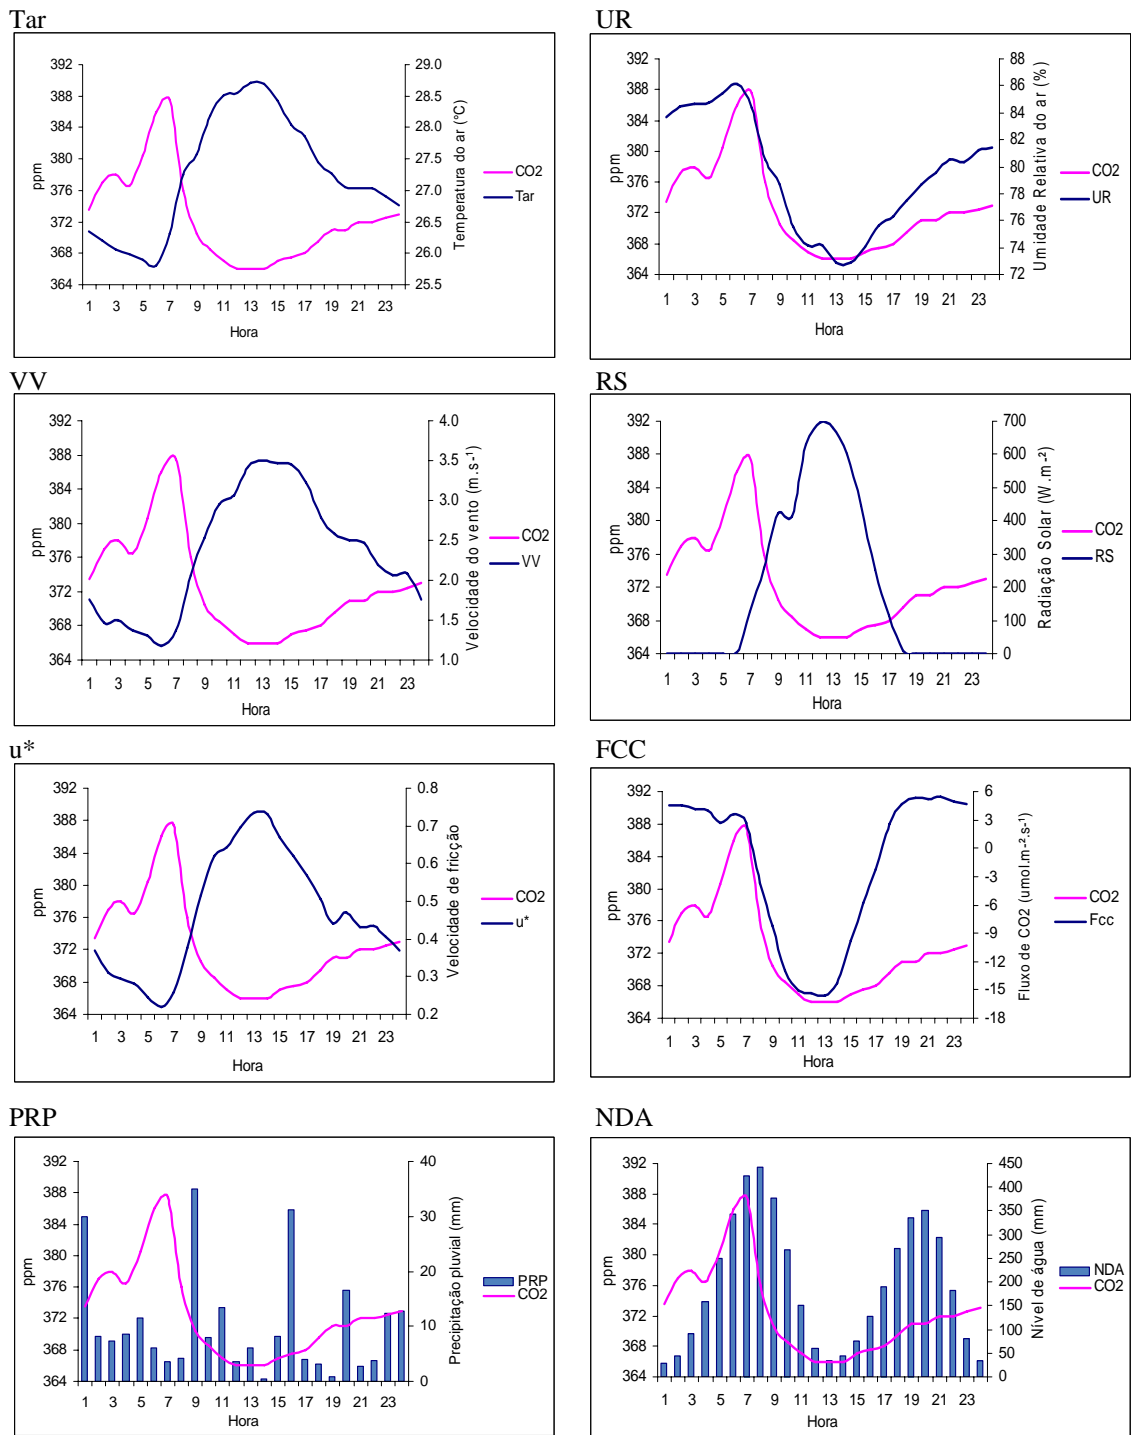 Tar
392
388
384
380
376
372
368
364
ppm
29.0
28.5
28.0
27.5
27.0
26.5
26.0
25.5
Temperatura do ar (°C)
CO2
Tar
1 3 5 7 9 11 13 15 17 19 21 23
Hora
UR
392
388
384
380
376
372
368
364
ppm
88
86
84
82
80
78
76
74
72
Umidade Relativa do ar (%)
CO2
UR
1 3 5 7 9 11 13 15 17 19 21 23
Hora
VV
392
388
384
380
376
372
368
364
ppm
4.0
3.5
3.0
2.5
2.0
1.5
1.0
Velocidade do vento (m.s-¹)
CO2
VV
1 3 5 7 9 11 13 15 17 19 21 23
Hora
RS
392
388
384
380
376
372
368
364
ppm
700
600
500
400
300
200
100
0
Radiação Solar (W.m-²)
CO2
RS
1 3 5 7 9 11 13 15 17 19 21 23
Hora
u*
392
388
384
380
376
372
368
364
ppm
0.8
0.7
0.6
0.5
0.4
0.3
0.2
Velocidade de fricção
CO2
u*
1 3 5 7 9 11 13 15 17 19 21 23
Hora
FCC
392
388
384
380
376
372
368
364
ppm
6
3
0
-3
-6
-9
-12
-15
-18
Fluxo de CO2 (umol.m-².s-¹)
CO2
Fcc
1 3 5 7 9 11 13 15 17 19 21 23
Hora
PRP
392
388
384
380
376
372
368
364
ppm
40
30
20
10
0
Precipitação pluvial (mm)
PRP
CO2
1 3 5 7 9 11 13 15 17 19 21 23
Hora
NDA
392
388
384
380
376
372
368
364
ppm
450
400
350
300
250
200
150
100
50
0
Nível de água (mm)
NDA
CO2
1 3 5 7 9 11 13 15 17 19 21 23
Hora